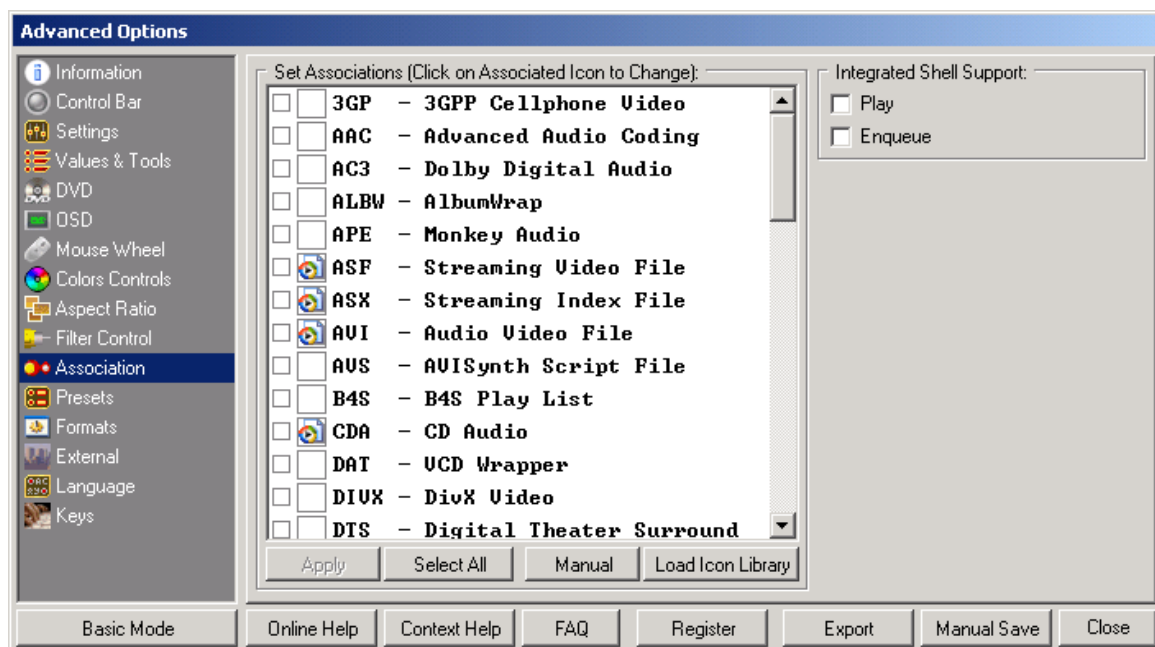 Advanced Options
Information
Control Bar
Settings
Values & Tools
DVD
OSD
Mouse Wheel
Colors Controls
Aspect Ratio
Filter Control
Association
Presets
Formats
External
Language
Keys
Set Associations (Click on Associated Icon to Change):
3GP - 3GPP Cellphone Video
AAC - Advanced Audio Coding
AC3 - Dolby Digital Audio
ALBW - AlbumWrap
APE - Monkey Audio
ASF - Streaming Video File
ASX - Streaming Index File
AVI - Audio Video File
AVS - AVISynth Script File
B4S - B4S Play List
CDA - CD Audio
DAT - VCD Wrapper
DIVX - DivX Video
DTS - Digital Theater Surround
Apply Select All Manual Load Icon Library
Integrated Shell Support:
Play
Enqueue
Basic Mode Online Help Context Help FAQ Register Export Manual Save Close